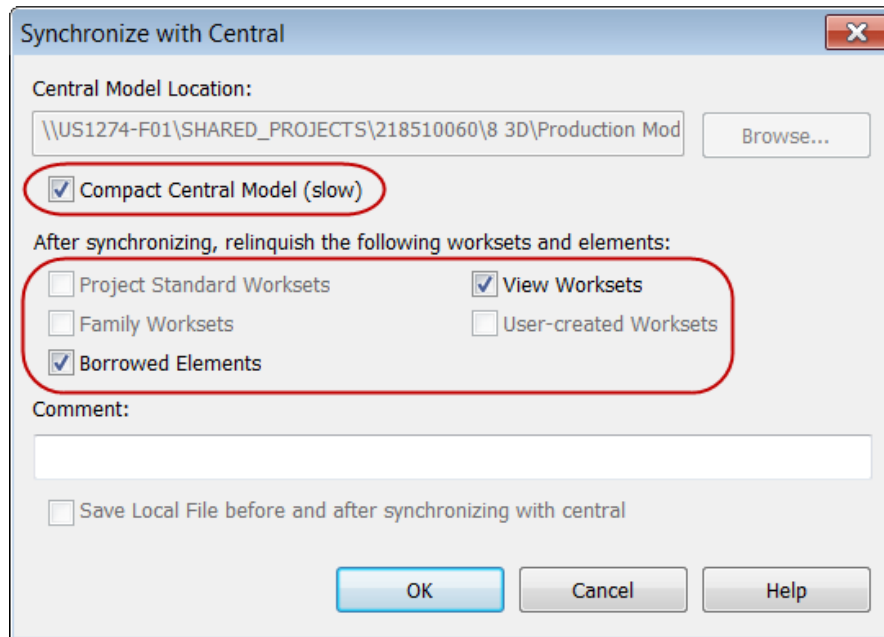 Synchronize with Central
Central Model Location:
\\US1274-F01\SHARED_PROJECTS\218510060\8 3D\Production Mod
Browse...
Compact Central Model (slow)
After synchronizing, relinquish the following worksets and elements:
Project Standard Worksets
View Worksets
Family Worksets
User-created Worksets
Borrowed Elements
Comment:
Save Local File before and after synchronizing with central
OK
Cancel
Help